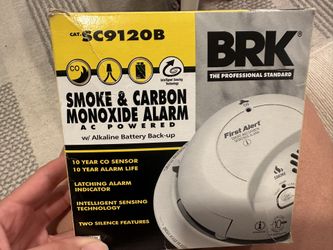 CAT. SC9120B
BRK®
THE PROFESSIONAL STANDARD
CO
SMOKE & CARBON
MONOXIDE ALARM
AC POWERED
w/ Alkaline Battery Back-up
10 YEAR CO SENSOR
10 YEAR ALARM LIFE
LATCHING ALARM
INDICATOR
INTELLIGENT SENSING
TECHNOLOGY
TWO SILENCE FEATURES
First Alert